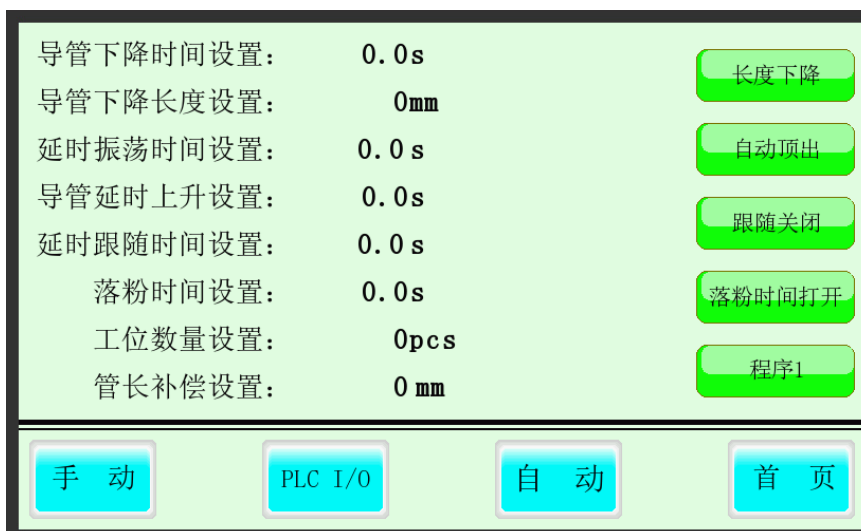 导管下降时间设置： 0.0s
导管下降长度设置： 0mm
延时振荡时间设置： 0.0 s
导管延时上升设置： 0.0s
延时跟随时间设置： 0.0 s
落粉时间设置： 0.0s
工位数量设置： 0pcs
管长补偿设置： 0 mm
长度下降
自动顶出
跟随关闭
落粉时间打开
程序1
手 动
PLC I/O
自 动
首 页